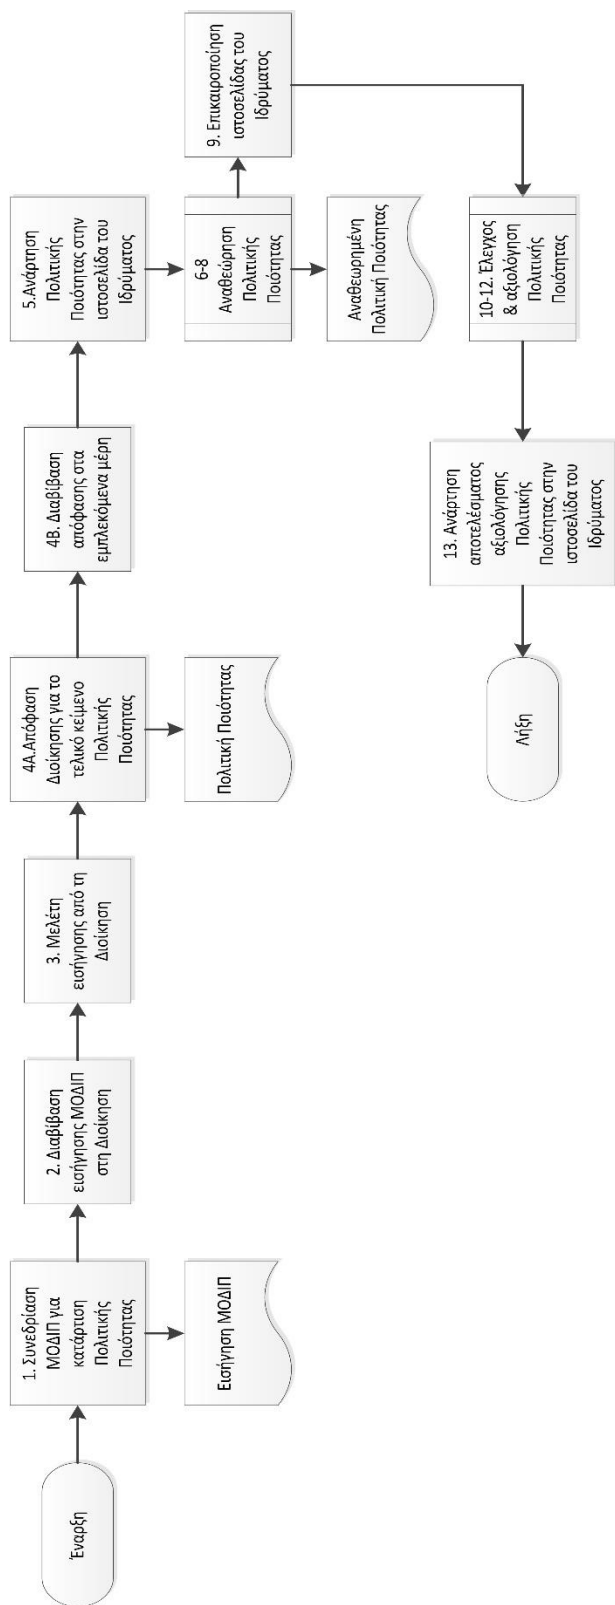 Έναρξη
1. Συνεδρίαση
ΜΟΔΙΠ για
κατάρτιση
Πολιτικής
Ποιότητας
Εισήγηση ΜΟΔΙΠ
2. Διαβίβαση
εισήγησης ΜΟΔΙΠ
στη Διοίκηση
3. Μελέτη
εισήγησης από τη
Διοίκηση
4Α.Απόφαση
Διοίκησης για το
τελικό κείμενο
Πολιτικής
Ποιότητας
Πολιτική Ποιότητας
4Β. Διαβίβαση
απόφασης στα
εμπλεκόμενα μέρη
5.Ανάρτηση
Πολιτικής
Ποιότητας στην
ιστοσελίδα του
Ιδρύματος
6-8
Αναθεώρηση
Πολιτικής
Ποιότητας
Αναθεωρημένη
Πολιτική Ποιότητας
9. Επικαιροποίηση
ιστοσελίδας του
Ιδρύματος
10-12. Έλεγχος
& αξιολόγηση
Πολιτικής
Ποιότητας
13. Ανάρτηση
αποτελέσματος
αξιολόγησης
Πολιτικής
Ποιότητας στην
ιστοσελίδα του
Ιδρύματος
Λήξη